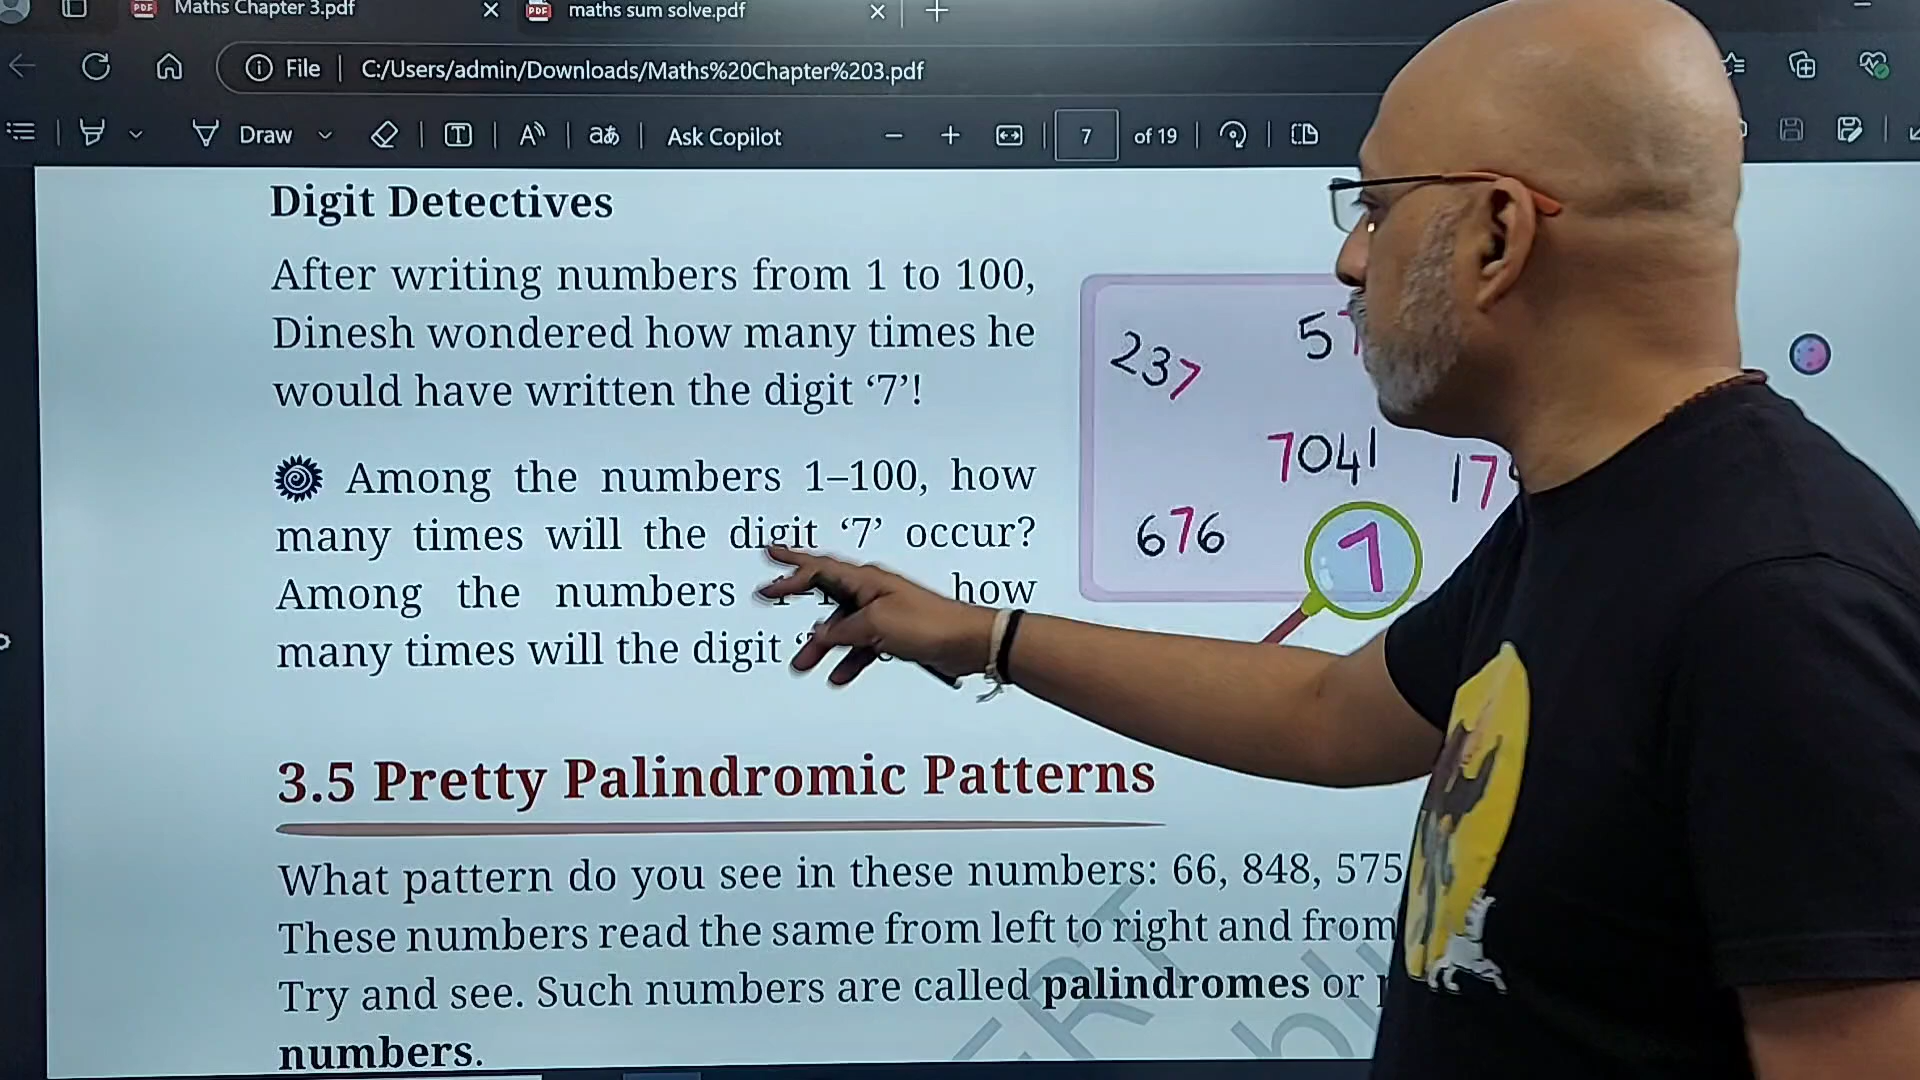 Maths Chapter 3.pdf
maths sum solve.pdf
File
C:/Users/admin/Downloads/Maths%20Chapter%203.pdf
Draw
Ask Copilot
7 of 19
Digit Detectives
After writing numbers from 1 to 100,
Dinesh wondered how many times he
would have written the digit ‘7’!
Among the numbers 1–100, how
many times will the digit ‘7’ occur?
Among the numbers how
many times will the digit
237
7041
676
7
3.5 Pretty Palindromic Patterns
What pattern do you see in these numbers: 66, 848, 575
These numbers read the same from left to right and from
Try and see. Such numbers are called palindromes or
numbers.